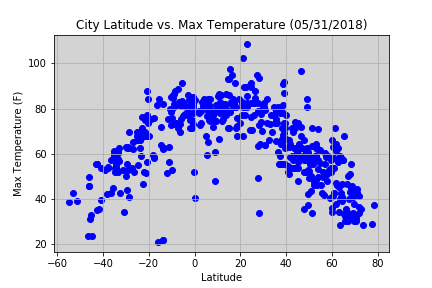 City Latitude vs. Max Temperature (05/31/2018)
Max Temperature (F)
100
80
60
40
20
−60 −40 −20 0 20 40 60 80
Latitude